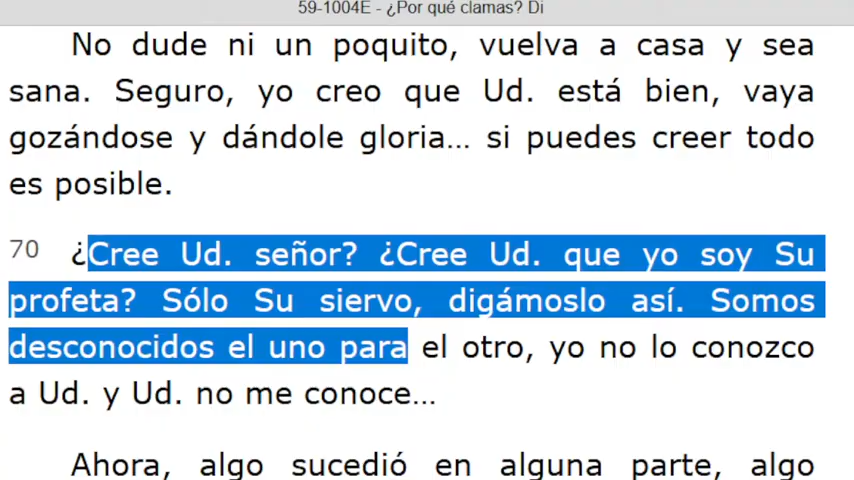 59-1004E - ¿Por qué clamas? Di
No dude ni un poquito, vuelva a casa y sea
sana. Seguro, yo creo que Ud. está bien, vaya
gozándose y dándole gloria... si puedes creer todo
es posible.
70 ¿Cree Ud. señor? ¿Cree Ud. que yo soy Su
profeta? Sólo Su siervo, digámoslo así. Somos
desconocidos el uno para el otro, yo no lo conozco
a Ud. y Ud. no me conoce...
Ahora, algo sucedió en alguna parte, algo